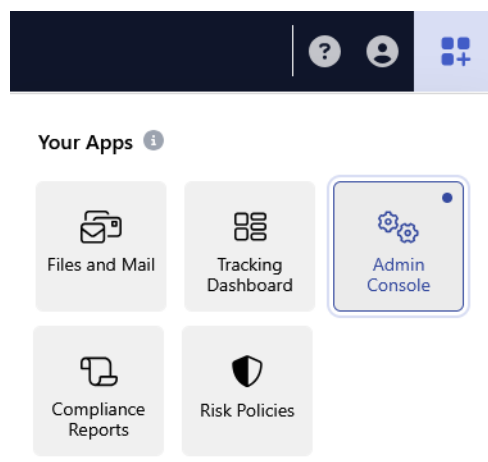 Your Apps
Files and Mail
Tracking
Dashboard
Admin
Console
Compliance
Reports
Risk Policies